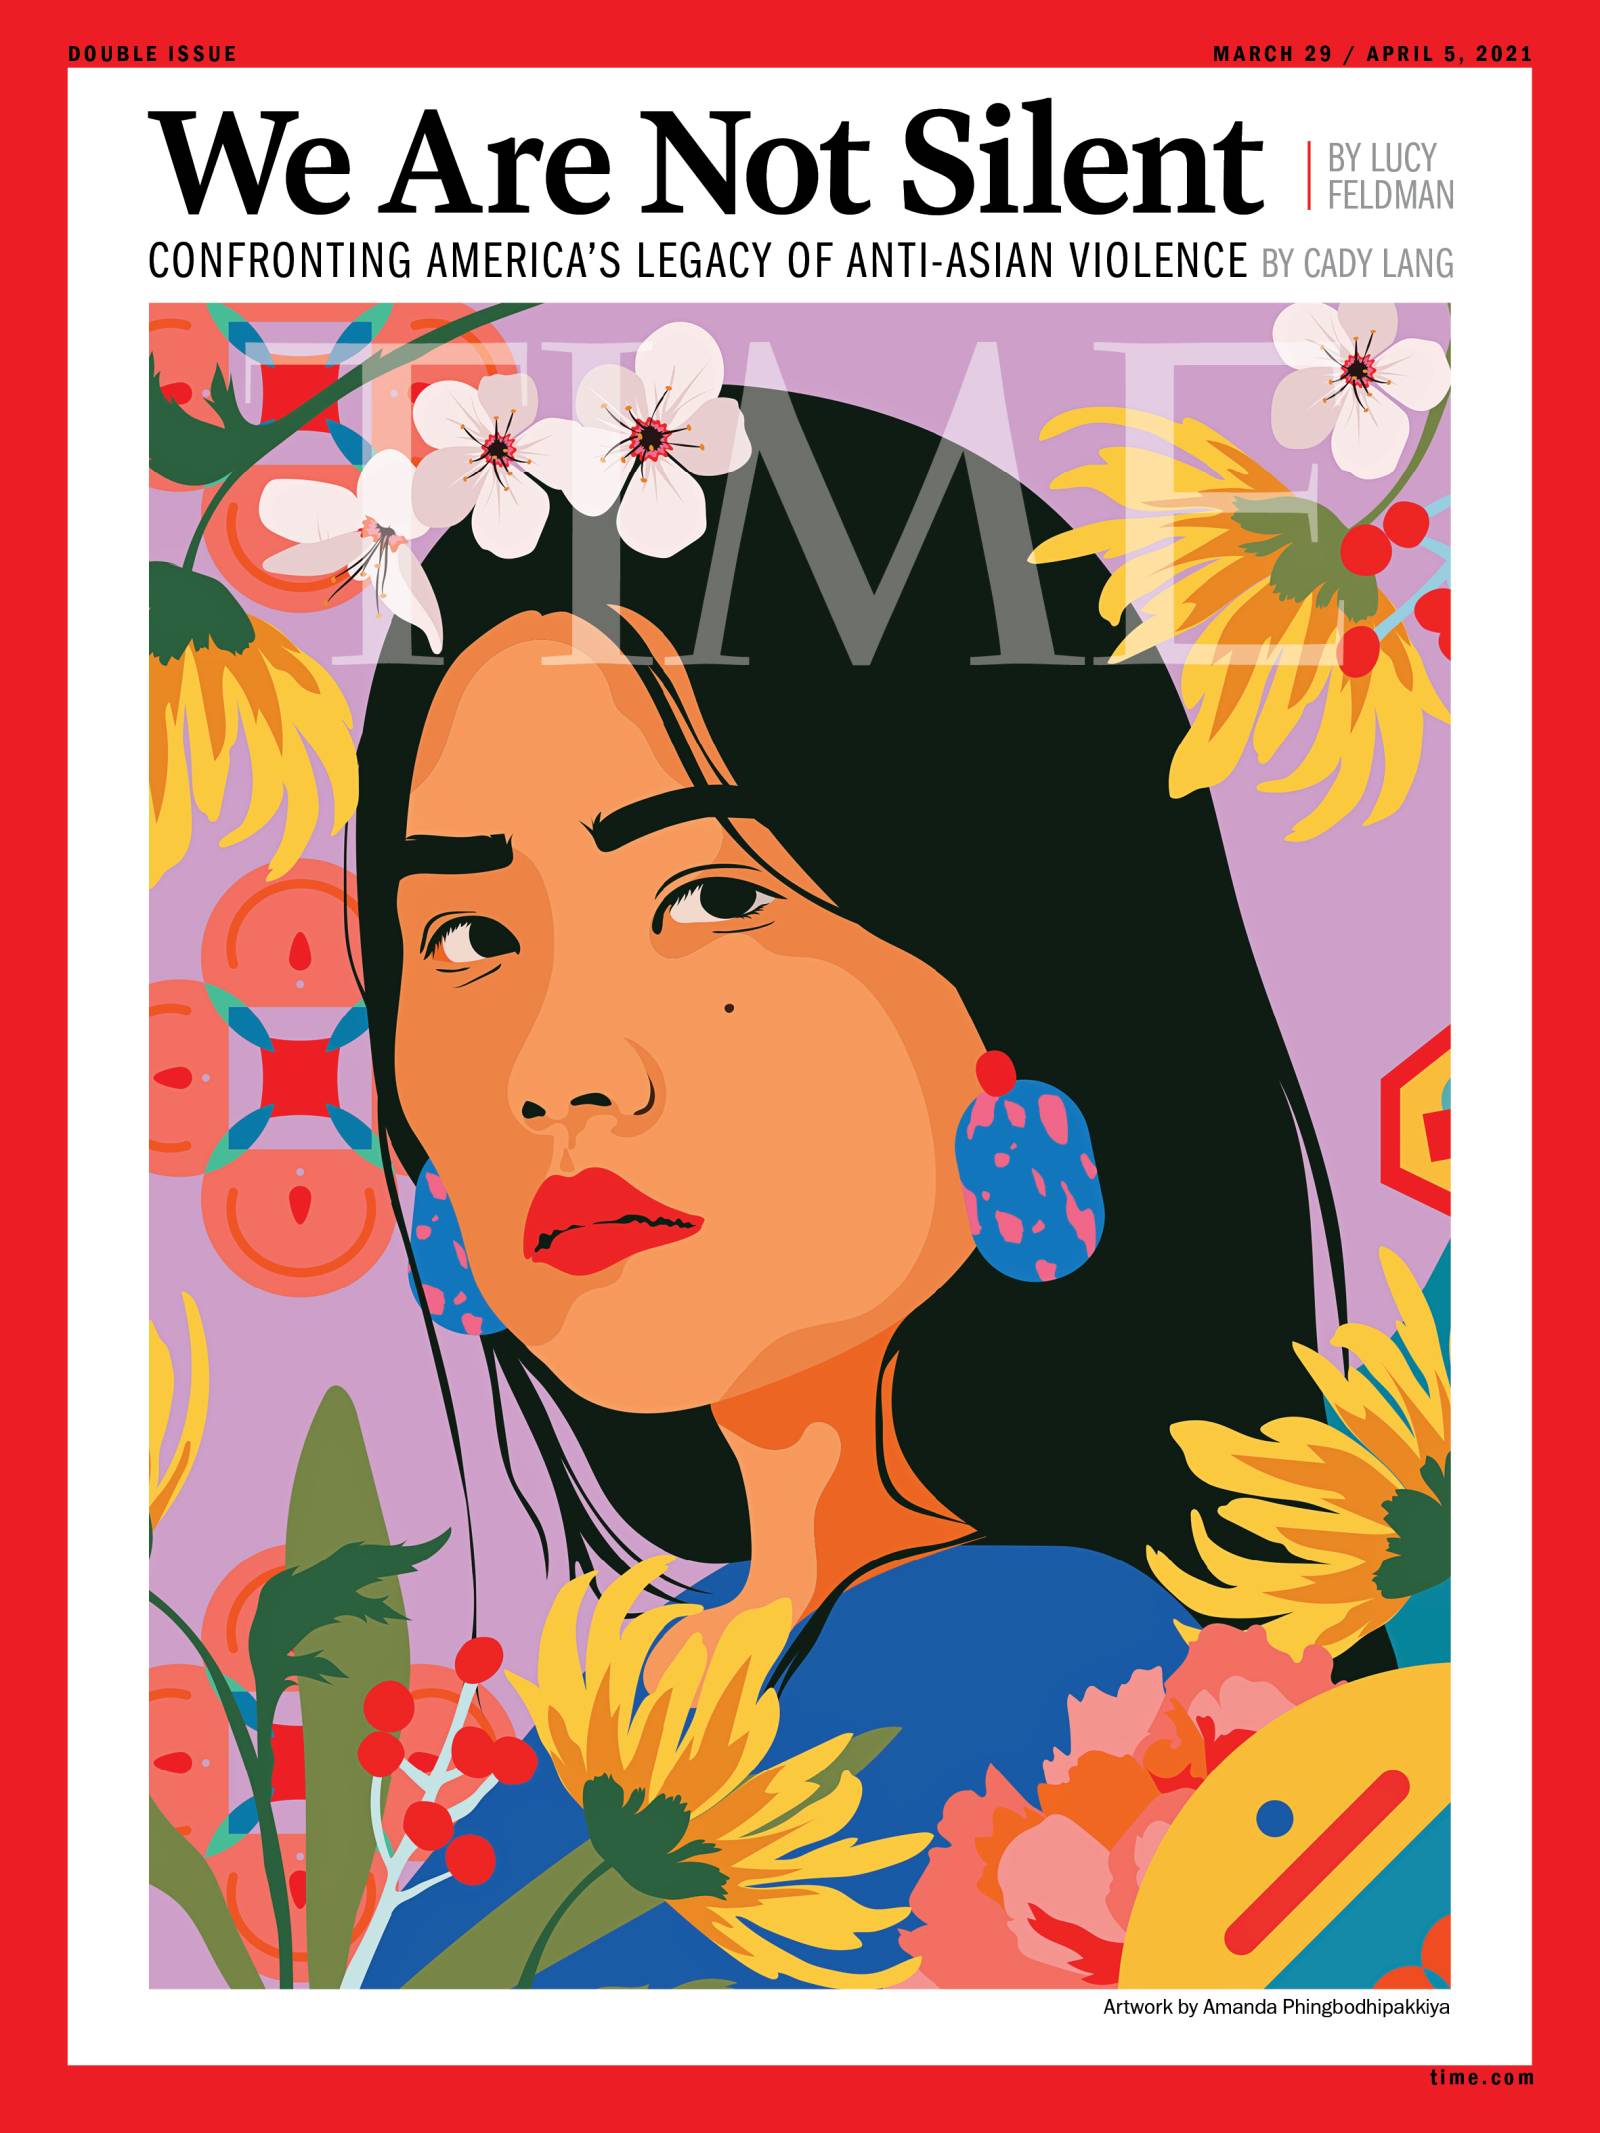 DOUBLE ISSUE
MARCH 29 / APRIL 5, 2021
We Are Not Silent
BY LUCY
FELDMAN
CONFRONTING AMERICA’S LEGACY OF ANTI-ASIAN VIOLENCE BY CADY LANG
TIME
Artwork by Amanda Phingbodhipakkiya
time.com